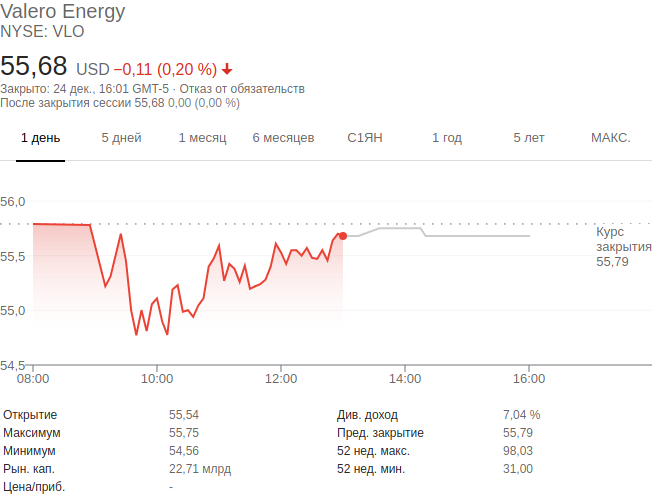 Valero Energy
NYSE: VLO
55,68 USD −0,11 (0,20 %)
Закрыто: 24 дек., 16:01 GMT-5 · Отказ от обязательств
После закрытия сессии 55,68 0,00 (0,00 %)
1 день 5 дней 1 месяц 6 месяцев С1ЯН 1 год 5 лет МАКС.
56,0
Курс
закрытия
55,79
55,5
55,0
54,5
08:00 10:00 12:00 14:00 16:00
Открытие 55,54 Див. доход 7,04 %
Максимум 55,75 Пред. закрытие 55,79
Минимум 54,56 52 нед. макс. 98,03
Рын. кап. 22,71 млрд 52 нед. мин. 31,00
Цена/приб. -